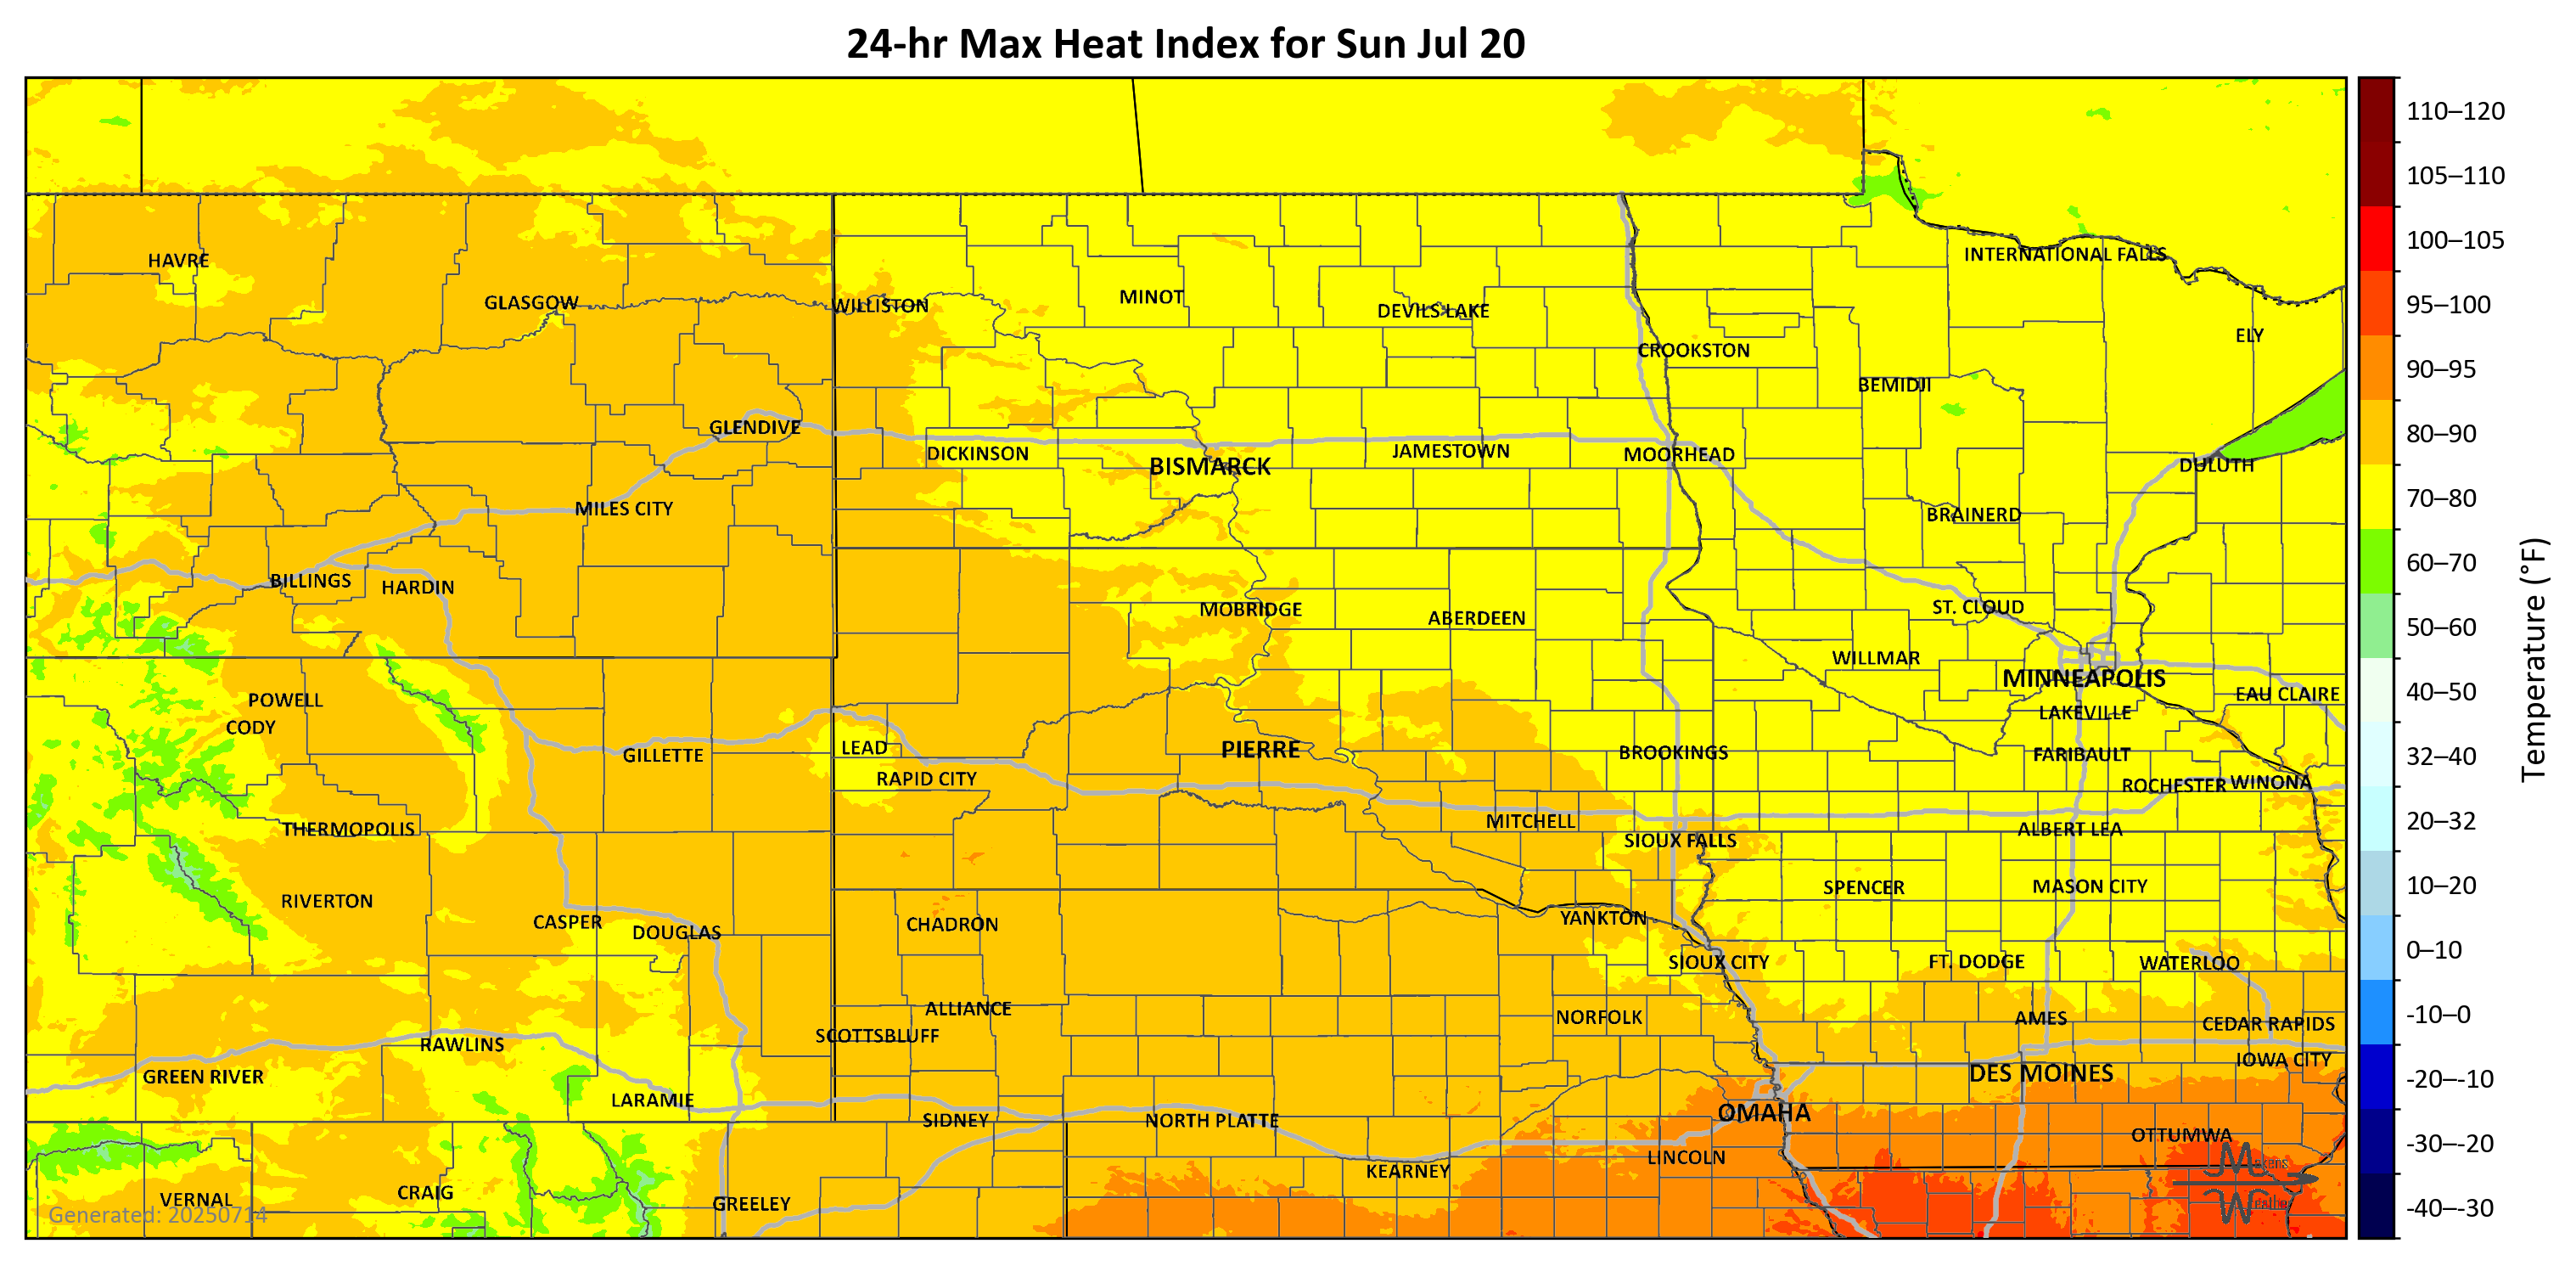 24-hr Max Heat Index for Sun Jul 20
110–120
105–110
100–105
95–100
90–95
80–90
70–80
60–70
50–60
40–50
32–40
20–32
10–20
0–10
-10–0
-20–-10
-30–-20
-40–-30
Temperature (°F)
HAVRE
GLASGOW
WILLISTON
MINOT
DEVILS LAKE
INTERNATIONAL FALLS
ELY
CROOKSTON
BEMIDJI
GLENDIVE
DICKINSON
BISMARCK
JAMESTOWN
MOORHEAD
DULUTH
MILES CITY
BRAINERD
BILLINGS
HARDIN
MOBRIDGE
ABERDEEN
ST. CLOUD
WILLMAR
MINNEAPOLIS
EAU CLAIRE
POWELL
CODY
LAKEVILLE
GILLETTE
LEAD
PIERRE
BROOKINGS
FARIBAULT
RAPID CITY
ROCHESTER
WINONA
THERMOPOLIS
MITCHELL
SIOUX FALLS
ALBERT LEA
RIVERTON
SPENCER
MASON CITY
CASPER
DOUGLAS
CHADRON
YANKTON
SIOUX CITY
FT. DODGE
WATERLOO
ALLIANCE
NORFOLK
AMES
CEDAR RAPIDS
SCOTTSBLUFF
RAWLINS
IOWA CITY
GREEN RIVER
DES MOINES
LARAMIE
SIDNEY
NORTH PLATTE
OMAHA
OTTUMWA
LINCOLN
KEARNEY
VERNAL
CRAIG
GREELEY
Generated: 20250714